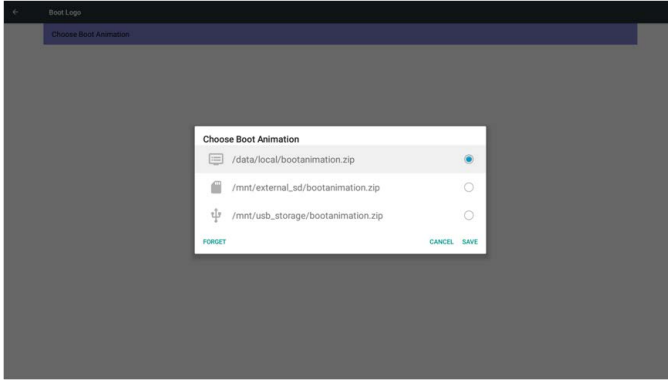 Boot Logo
Choose Boot Animation
Choose Boot Animation
/data/local/bootanimation.zip
/mnt/external_sd/bootanimation.zip
/mnt/usb_storage/bootanimation.zip
FORGET CANCEL SAVE